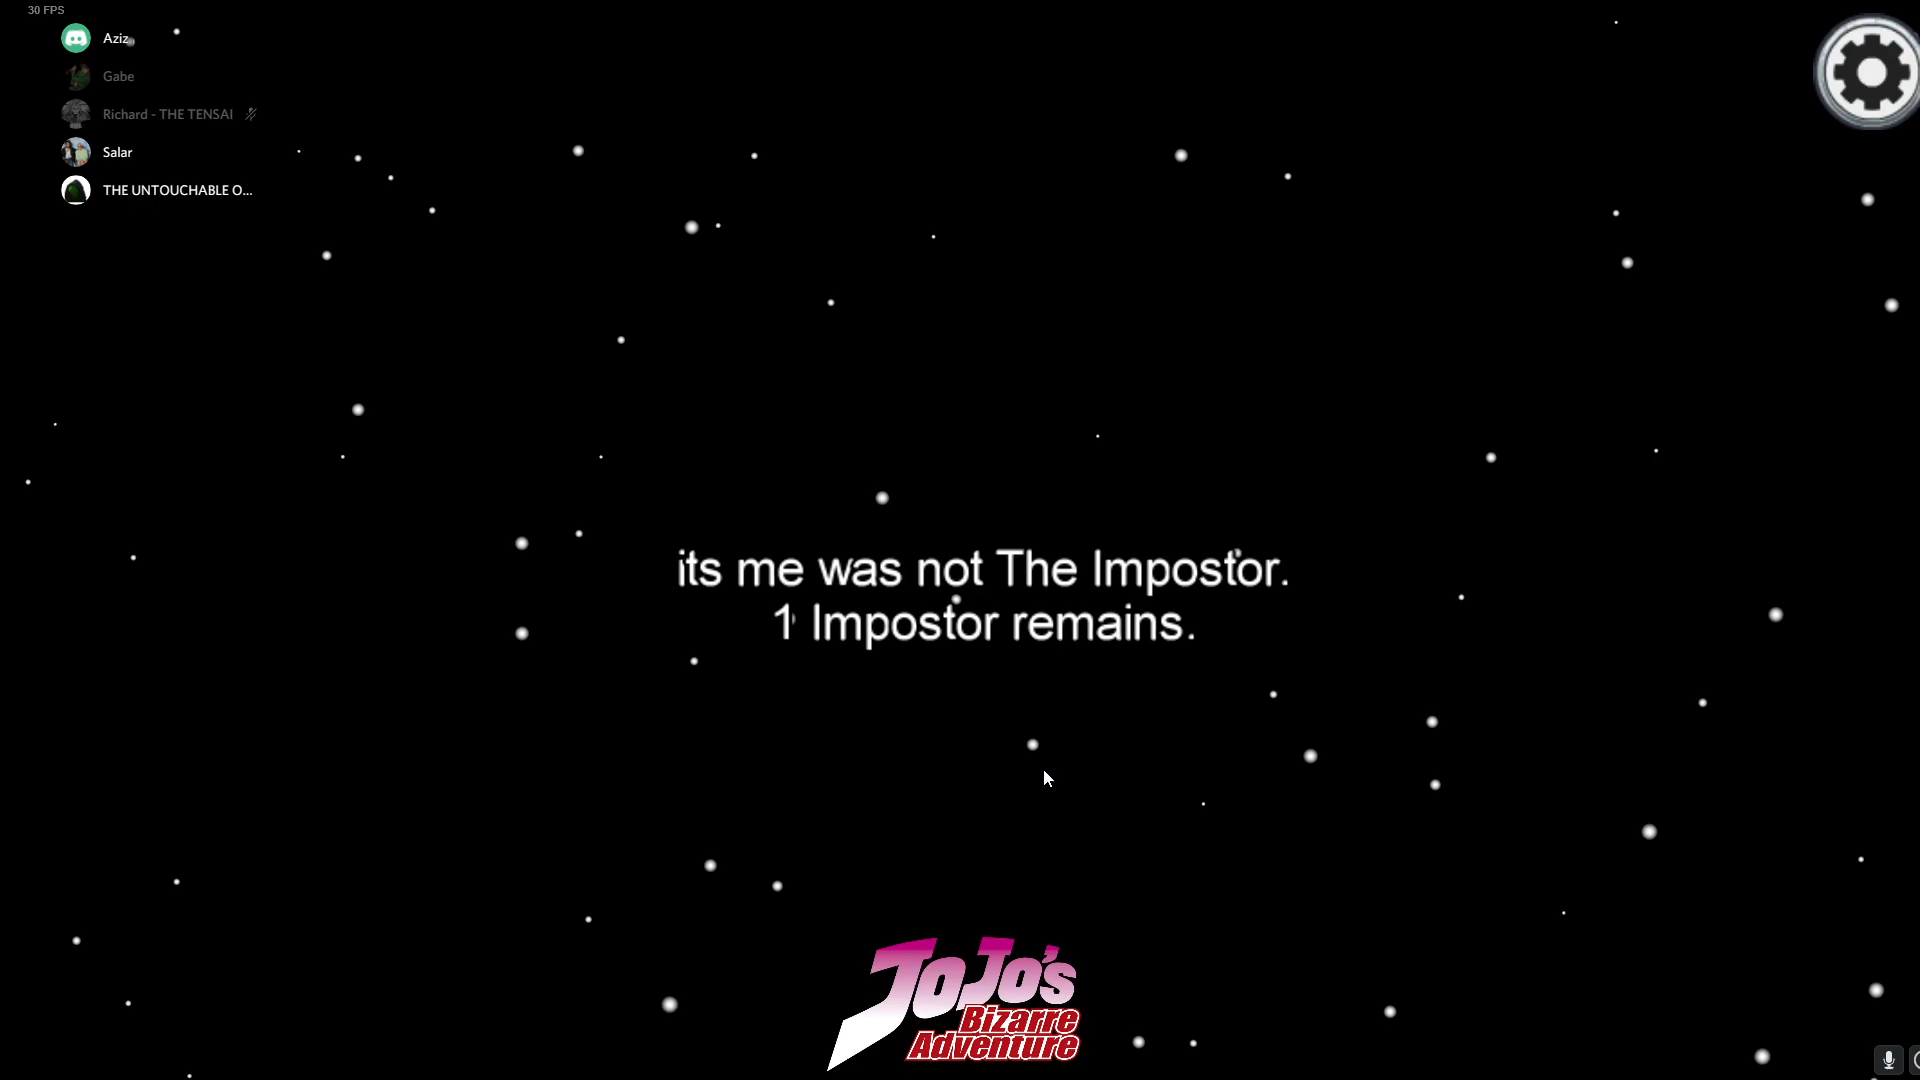 30 FPS
Aziz
Gabe
Richard - THE TENSAI
Salar
THE UNTOUCHABLE O...
its me was not The Impostor.
1 Impostor remains.
JoJo's
Bizarre
Adventure